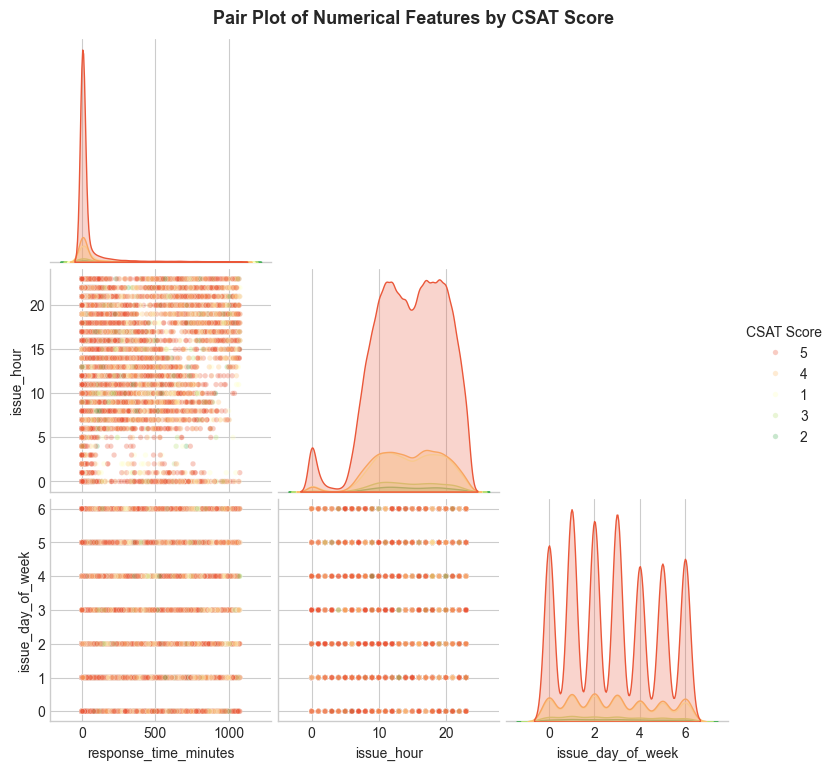 Pair Plot of Numerical Features by CSAT Score
issue_hour
20
15
10
5
0
CSAT Score
5
4
1
3
2
issue_day_of_week
6
5
4
3
2
1
0
0 500 1000
response_time_minutes
0 20
issue_hour
0 2 4 6
issue_day_of_week